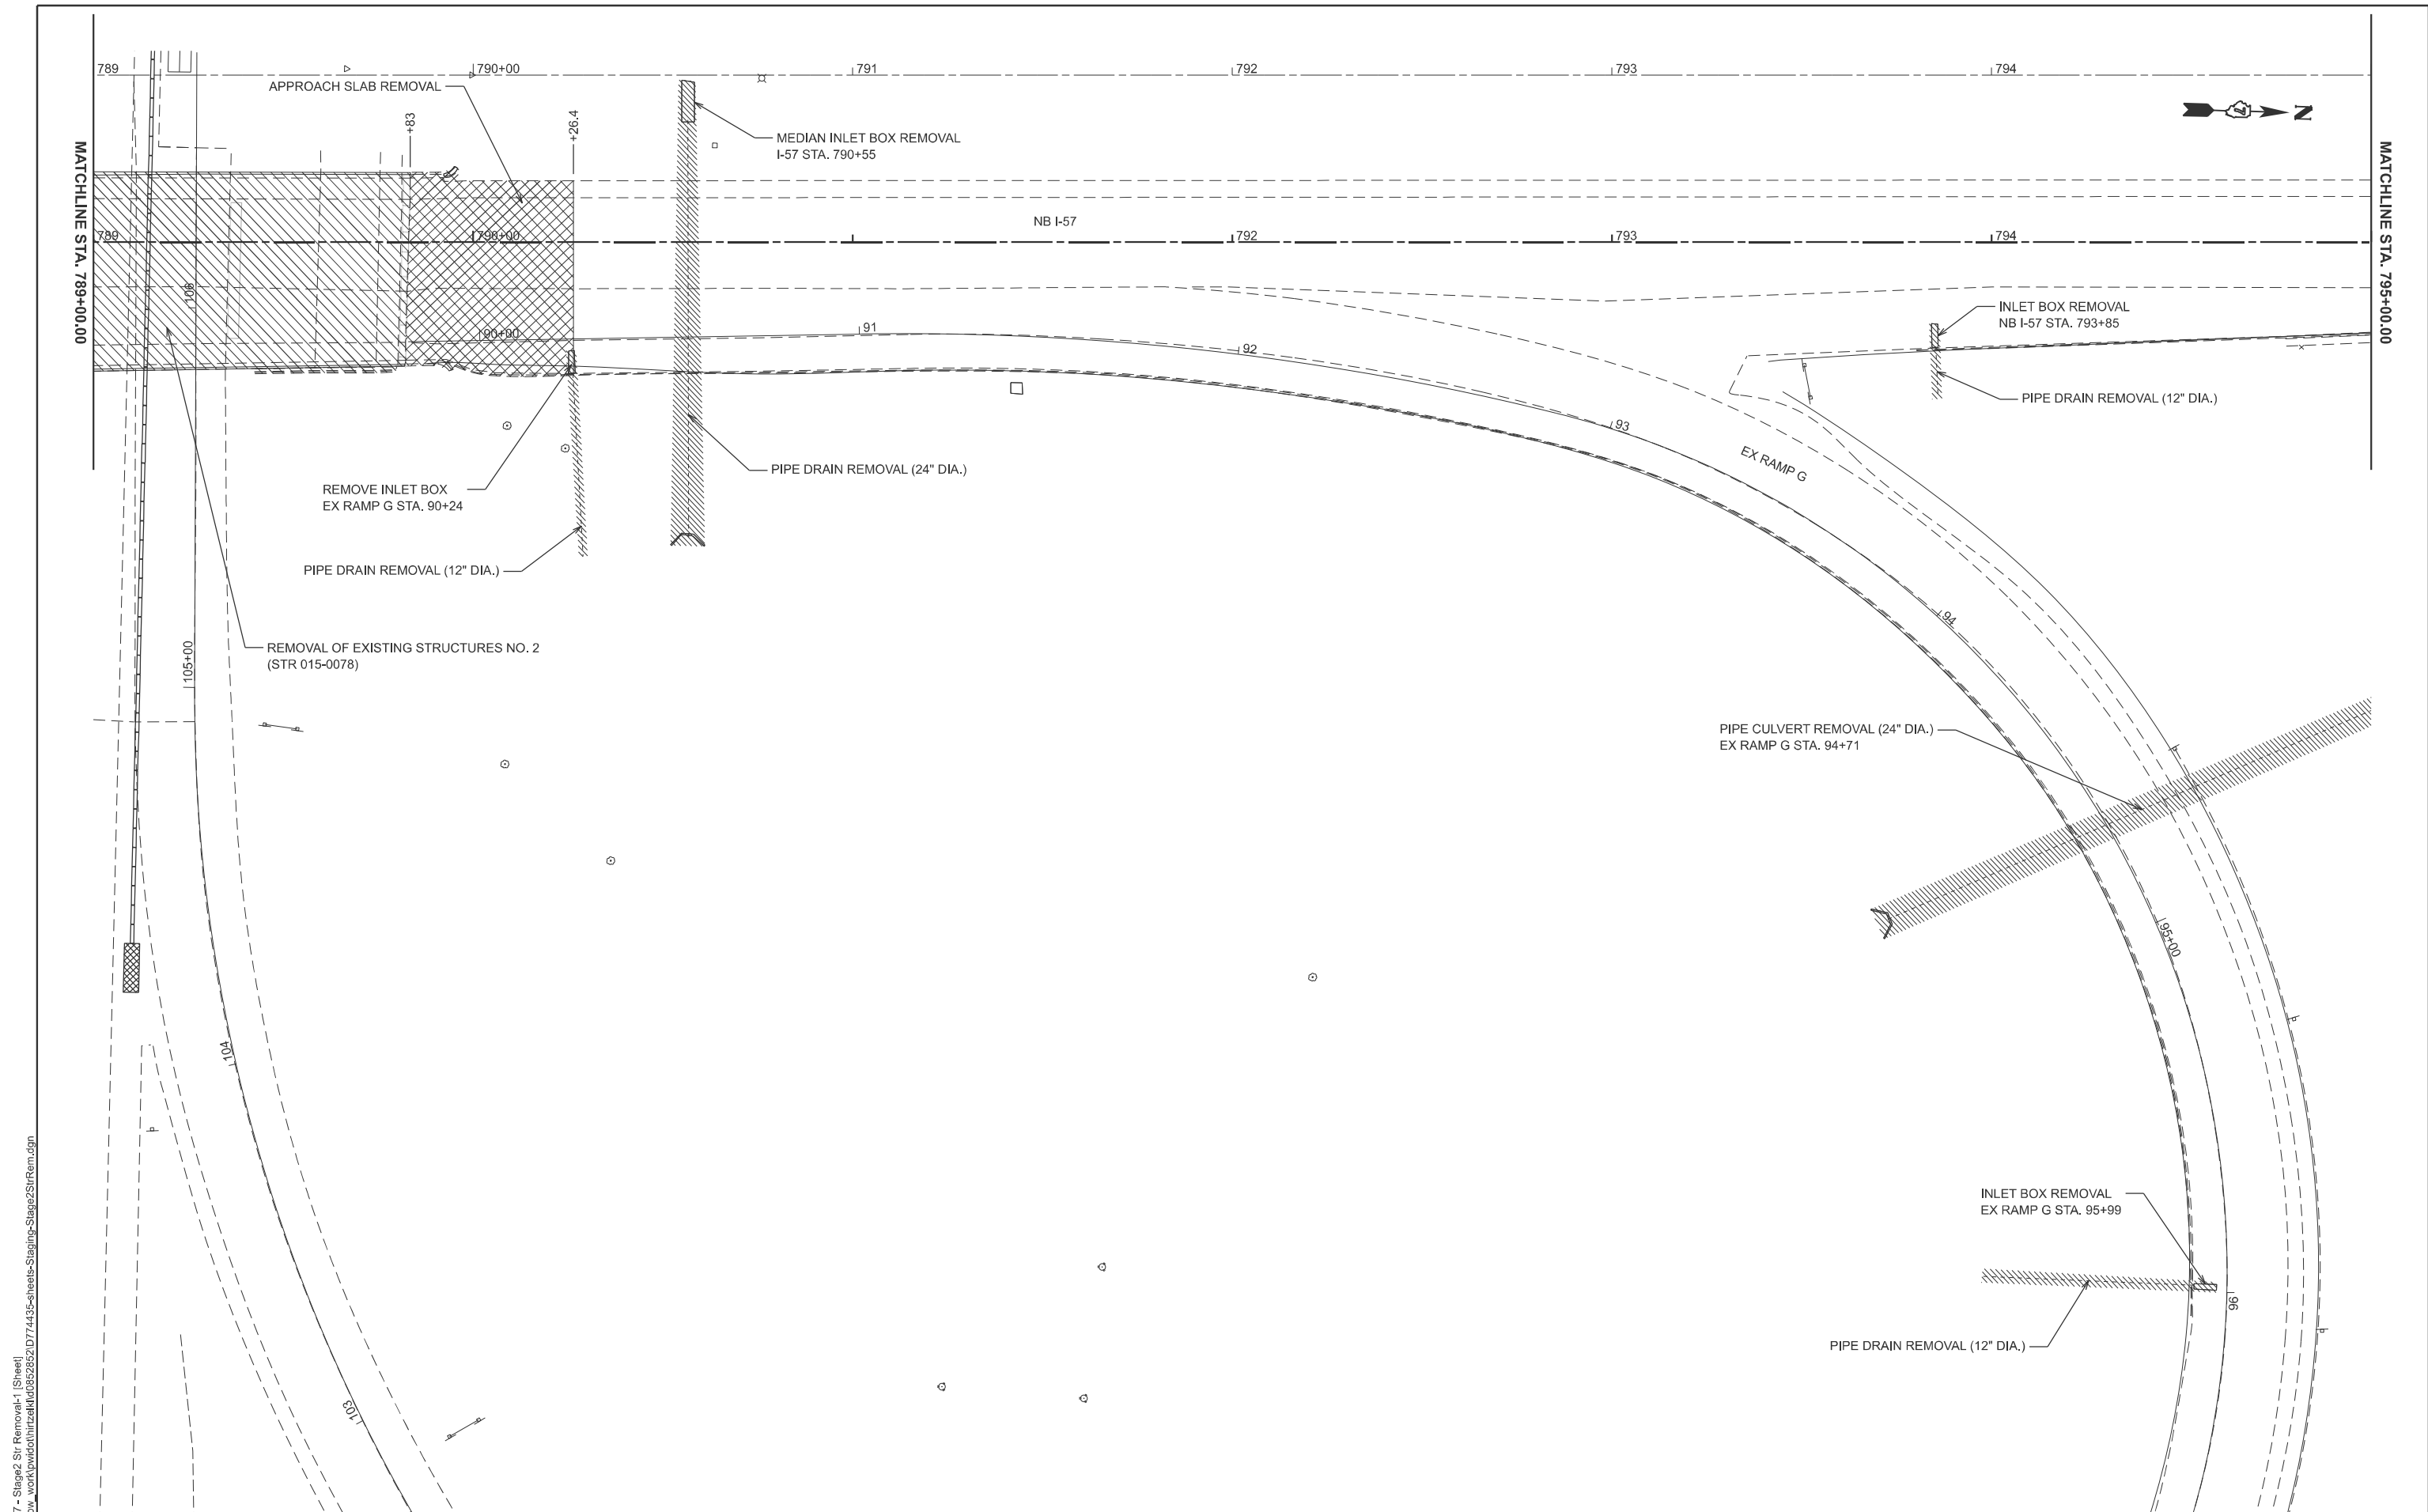 789
790+00
791
792
793
794
APPROACH SLAB REMOVAL
+83
+26.4
MEDIAN INLET BOX REMOVAL
I-57 STA. 790+55
N
MATCHLINE STA. 789+00.00
MATCHLINE STA. 795+00.00
NB I-57
789
790+00
792
793
794
106
90+00
91
92
93
INLET BOX REMOVAL
NB I-57 STA. 793+85
PIPE DRAIN REMOVAL (12" DIA.)
EX RAMP G
PIPE DRAIN REMOVAL (24" DIA.)
REMOVE INLET BOX
EX RAMP G STA. 90+24
PIPE DRAIN REMOVAL (12" DIA.)
94
REMOVAL OF EXISTING STRUCTURES NO. 2
(STR 015-0078)
105+00
PIPE CULVERT REMOVAL (24" DIA.)
EX RAMP G STA. 94+71
95+00
104
INLET BOX REMOVAL
EX RAMP G STA. 95+99
96
PIPE DRAIN REMOVAL (12" DIA.)
103
7 - Stage2 Str Removal-1 [Sheet]